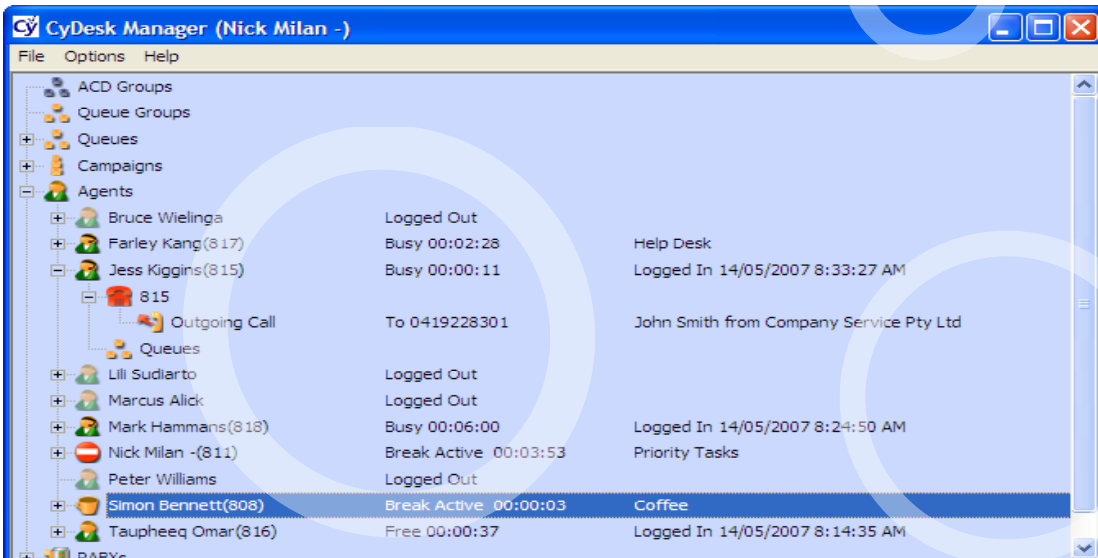 Cÿ CyDesk Manager (Nick Milan -)
File Options Help
ACD Groups
Queue Groups
Queues
Campaigns
Agents
Bruce Wielinga Logged Out
Farley Kang(817) Busy 00:02:28 Help Desk
Jess Kiggins(815) Busy 00:00:11 Logged In 14/05/2007 8:33:27 AM
815
Outgoing Call To 0419228301 John Smith from Company Service Pty Ltd
Queues
Lili Sudiarto Logged Out
Marcus Alick Logged Out
Mark Hammans(818) Busy 00:06:00 Logged In 14/05/2007 8:24:50 AM
Nick Milan -(811) Break Active 00:03:53 Priority Tasks
Peter Williams Logged Out
Simon Bennett(808) Break Active 00:00:03 Coffee
Taupheeq Omar(816) Free 00:00:37 Logged In 14/05/2007 8:14:35 AM
PABXs